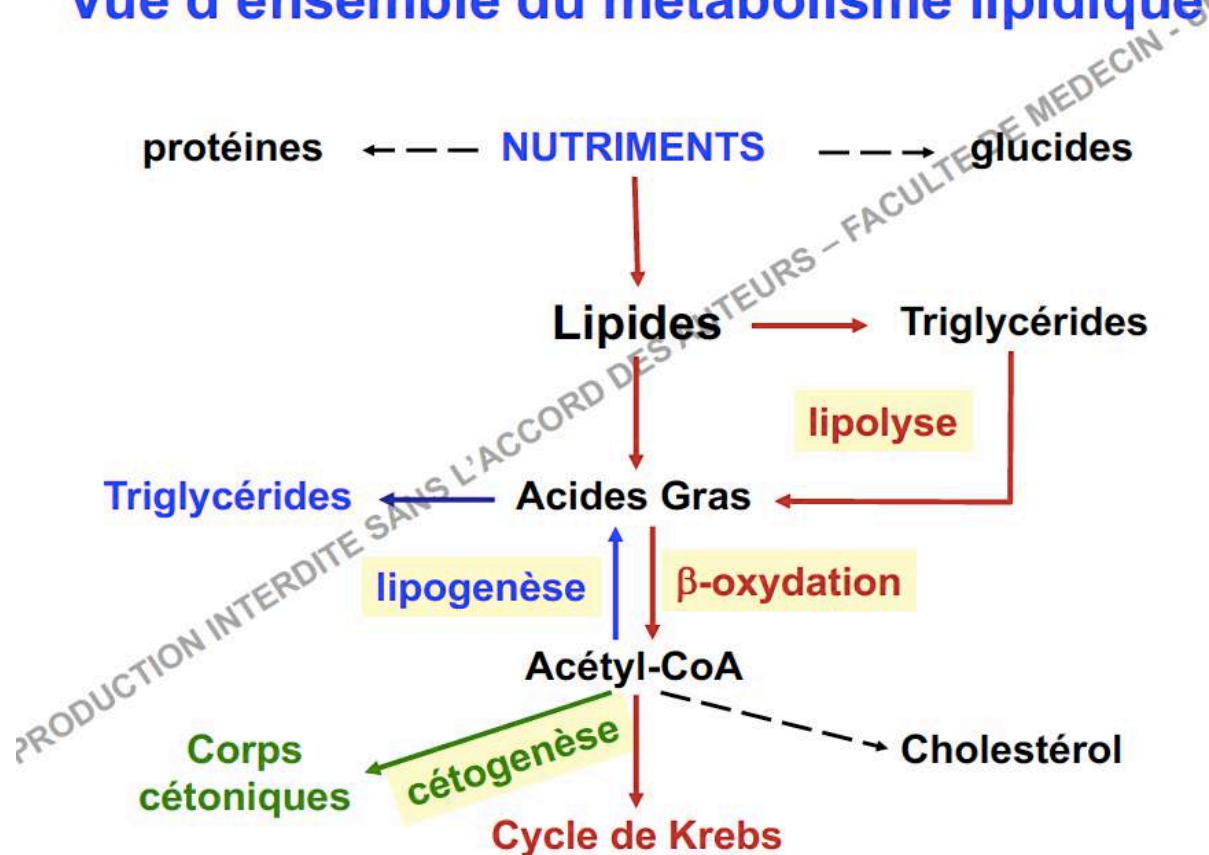 Vue d'ensemble du métabolisme lipidique
protéines NUTRIMENTS glucides
Lipides Triglycérides
lipolyse
Triglycérides Acides Gras
lipogenèse β-oxydation
Acétyl-CoA
Corps
cétoniques
cétogenèse
Cholestérol
Cycle de Krebs
PRODUCTION INTERDITE SANS L'ACCORD DES AUTEURS – FACULTE DE MEDECIN -